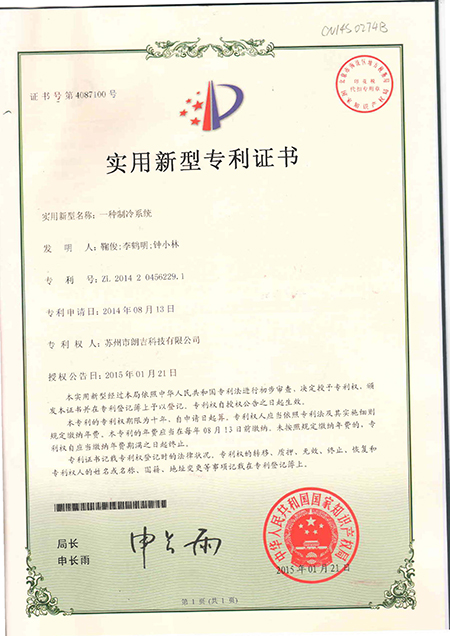 CN14S0274B
证书号第4087100号
实用新型专利证书
实用新型名称：一种制冷系统
发 明 人：鞠俊;李鹤明;钟小林
专 利 号：ZL 2014 2 0456229.1
专利申请日：2014年08月13日
专 利 权 人：苏州市朗吉科技有限公司
授权公告日：2015年01月21日
本实用新型经过本局依照中华人民共和国专利法进行初步审查，决定授予专利权，颁
发本证书并在专利登记簿上予以登记。专利权自授权公告之日起生效。
本专利的专利权期限为十年，自申请日起算。专利权人应当依照专利法及其实施细则
规定缴纳年费。本专利的年费应当在每年08月13日前缴纳。未按照规定缴纳年费的，专
利权自应当缴纳年费期满之日起终止。
专利证书记载专利权登记时的法律状况。专利权的转移、质押、无效、终止、恢复和
专利权人的姓名或名称、国籍、地址变更等事项记载在专利登记簿上。
局长
申长雨
申长雨
中华人民共和国国家知识产权局
2015年01月21日
第 1 页 (共 1 页)